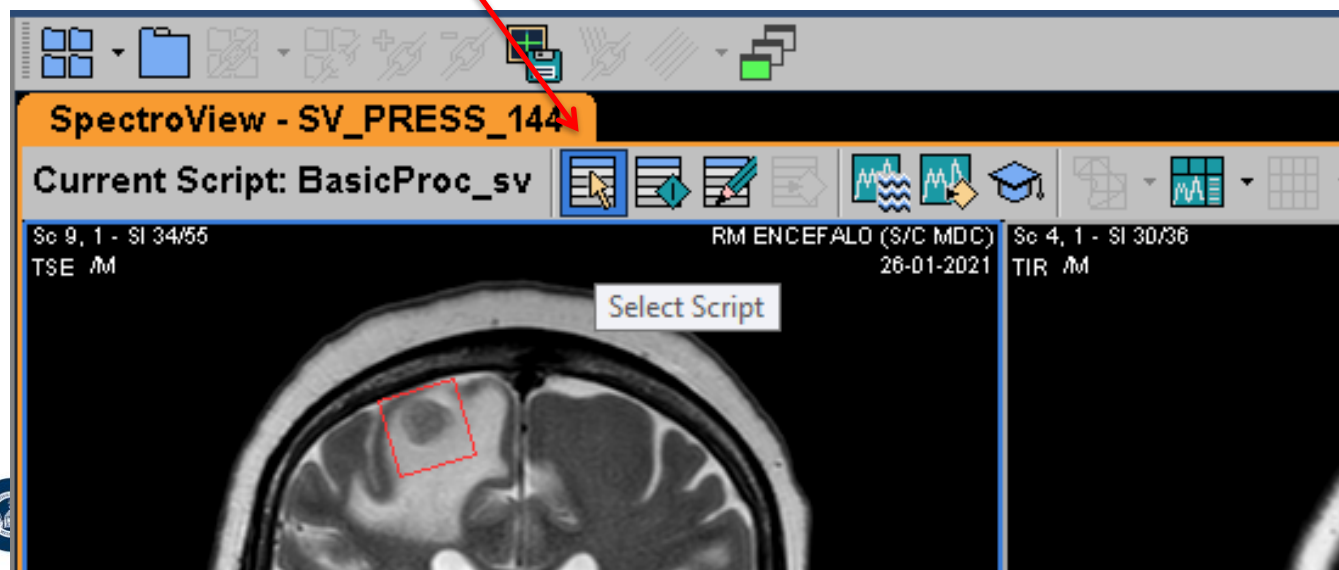 SpectroView - SV_PRESS_144
Current Script: BasicProc_sv
Sc 9, 1 - Sl 34/55
RM ENCEFALO (S/C MDC)
TSE /M
26-01-2021
Sc 4, 1 - Sl 30/36
TIR /M
Select Script